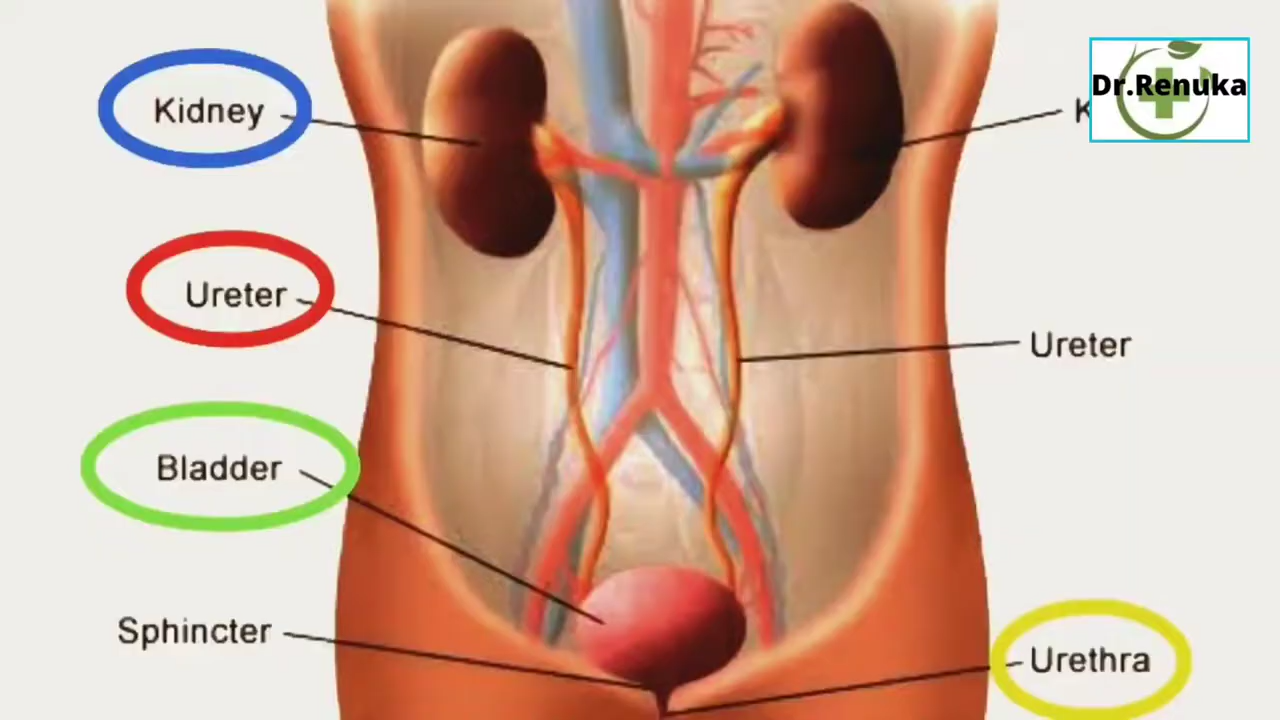 Kidney
Dr.Renuka
Ureter
Ureter
Bladder
Sphincter
Urethra